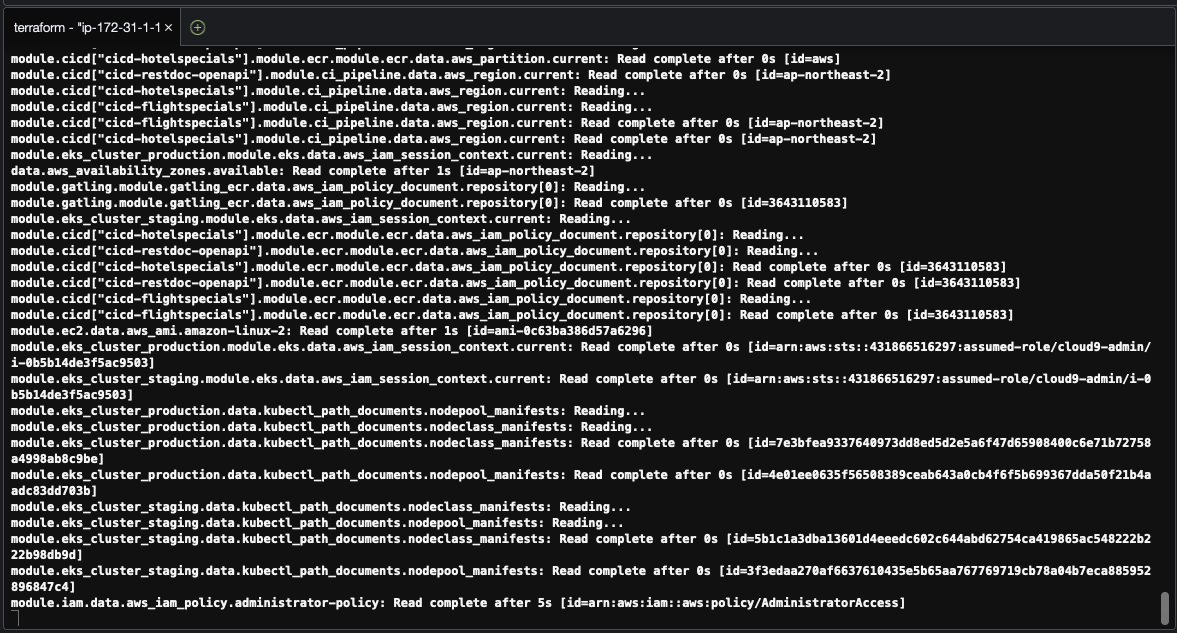 terraform - "ip-172-31-1-1 ×
module.cicd["cicd-hotelspecials"].module.ecr.module.ecr.data.aws_partition.current: Read complete after 0s [id=aws]
module.cicd["cicd-restdoc-openapi"].module.ci_pipeline.data.aws_region.current: Read complete after 0s [id=ap-northeast-2]
module.cicd["cicd-hotelspecials"].module.ci_pipeline.data.aws_region.current: Reading...
module.cicd["cicd-flightspecials"].module.ci_pipeline.data.aws_region.current: Reading...
module.cicd["cicd-flightspecials"].module.ci_pipeline.data.aws_region.current: Read complete after 0s [id=ap-northeast-2]
module.cicd["cicd-hotelspecials"].module.ci_pipeline.data.aws_region.current: Read complete after 0s [id=ap-northeast-2]
module.eks_cluster_production.module.eks.data.aws_iam_session_context.current: Reading...
data.aws_availability_zones.available: Read complete after 1s [id=ap-northeast-2]
module.gatling.module.gatling_ecr.data.aws_iam_policy_document.repository[0]: Reading...
module.gatling.module.gatling_ecr.data.aws_iam_policy_document.repository[0]: Read complete after 0s [id=3643110583]
module.eks_cluster_staging.module.eks.data.aws_iam_session_context.current: Reading...
module.cicd["cicd-hotelspecials"].module.ecr.module.ecr.data.aws_iam_policy_document.repository[0]: Reading...
module.cicd["cicd-restdoc-openapi"].module.ecr.module.ecr.data.aws_iam_policy_document.repository[0]: Reading...
module.cicd["cicd-hotelspecials"].module.ecr.module.ecr.data.aws_iam_policy_document.repository[0]: Read complete after 0s [id=3643110583]
module.cicd["cicd-restdoc-openapi"].module.ecr.module.ecr.data.aws_iam_policy_document.repository[0]: Read complete after 0s [id=3643110583]
module.cicd["cicd-flightspecials"].module.ecr.module.ecr.data.aws_iam_policy_document.repository[0]: Reading...
module.cicd["cicd-flightspecials"].module.ecr.module.ecr.data.aws_iam_policy_document.repository[0]: Read complete after 0s [id=3643110583]
module.ec2.data.aws_ami.amazon-linux-2: Read complete after 1s [id=ami-0c63ba386d57a6296]
module.eks_cluster_production.module.eks.data.aws_iam_session_context.current: Read complete after 0s [id=arn:aws:sts::431866516297:assumed-role/cloud9-admin/
i-0b5b14de3f5ac9503]
module.eks_cluster_staging.module.eks.data.aws_iam_session_context.current: Read complete after 0s [id=arn:aws:sts::431866516297:assumed-role/cloud9-admin/i-0
b5b14de3f5ac9503]
module.eks_cluster_production.data.kubectl_path_documents.nodepool_manifests: Reading...
module.eks_cluster_production.data.kubectl_path_documents.nodeclass_manifests: Reading...
module.eks_cluster_production.data.kubectl_path_documents.nodeclass_manifests: Read complete after 0s [id=7e3bfea9337640973dd8ed5d2e5a6f47d65908400c6e71b72758
a4998ab8c9be]
module.eks_cluster_production.data.kubectl_path_documents.nodepool_manifests: Read complete after 0s [id=4e01ee0635f56508389ceab643a0cb4f6f5b699367dda50f21b4a
adc83dd703b]
module.eks_cluster_staging.data.kubectl_path_documents.nodeclass_manifests: Reading...
module.eks_cluster_staging.data.kubectl_path_documents.nodepool_manifests: Reading...
module.eks_cluster_staging.data.kubectl_path_documents.nodeclass_manifests: Read complete after 0s [id=5b1c1a3dba13601d4eeedc602c644abd62754ca419865ac548222b2
22b98db9d]
module.eks_cluster_staging.data.kubectl_path_documents.nodepool_manifests: Read complete after 0s [id=3f3edaa270af6637610435e5b65aa767769719cb78a04b7eca885952
896847c4]
module.iam.data.aws_iam_policy.administrator-policy: Read complete after 5s [id=arn:aws:iam::aws:policy/AdministratorAccess]